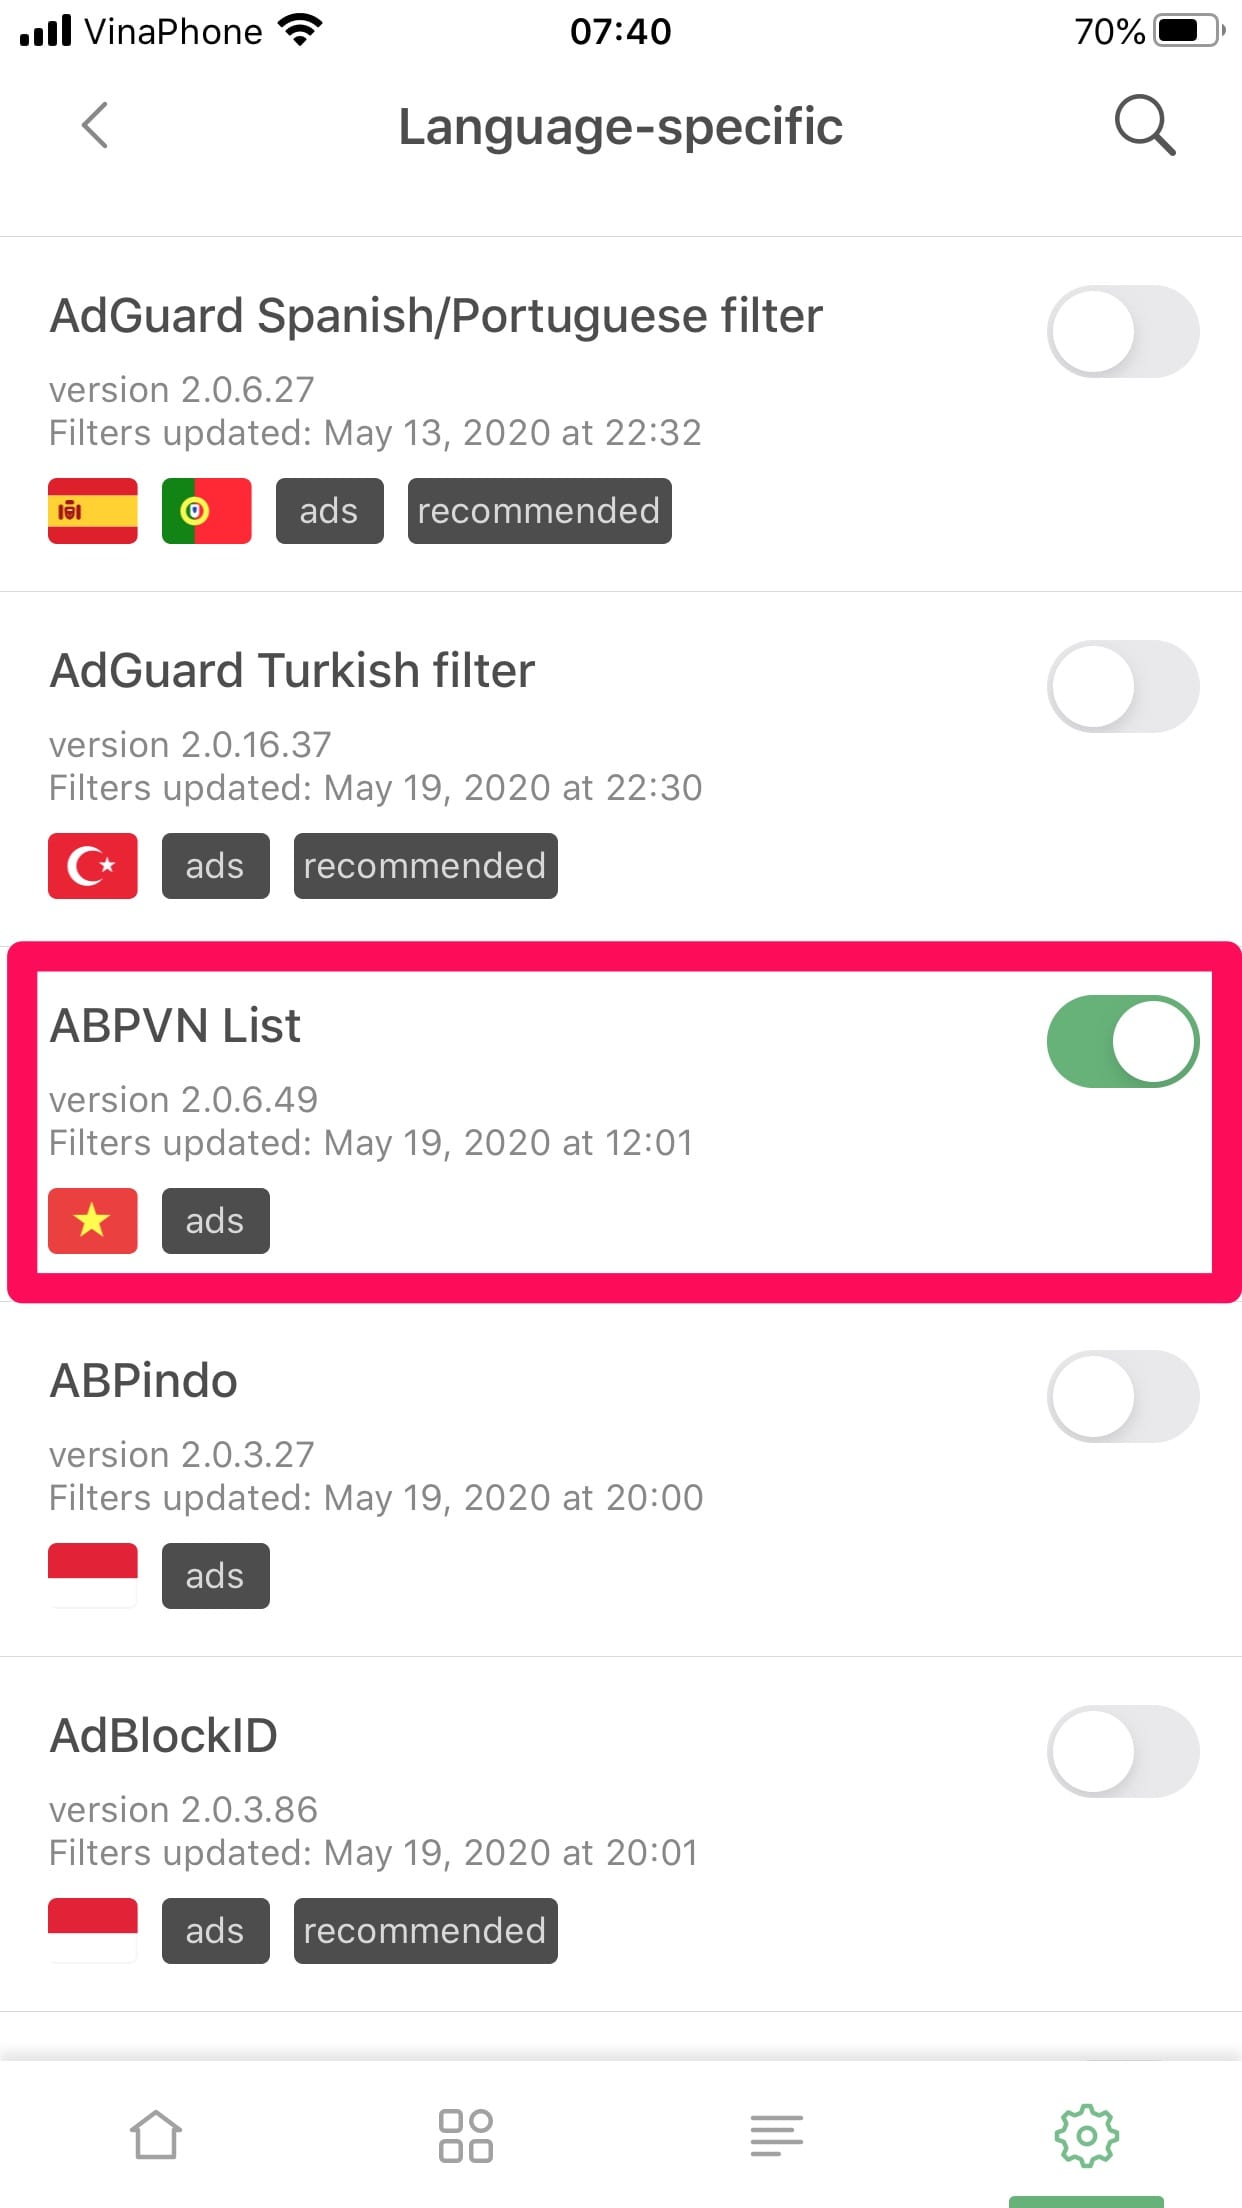 VinaPhone 07:40 70%
Language-specific
AdGuard Spanish/Portuguese filter
version 2.0.6.27
Filters updated: May 13, 2020 at 22:32
ads recommended
AdGuard Turkish filter
version 2.0.16.37
Filters updated: May 19, 2020 at 22:30
ads recommended
ABPVN List
version 2.0.6.49
Filters updated: May 19, 2020 at 12:01
ads
ABPindo
version 2.0.3.27
Filters updated: May 19, 2020 at 20:00
ads
AdBlockID
version 2.0.3.86
Filters updated: May 19, 2020 at 20:01
ads recommended